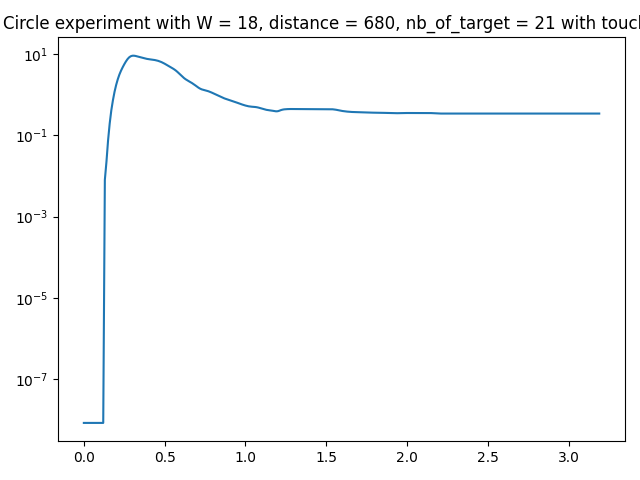 Circle experiment with W = 18, distance = 680, nb_of_target = 21 with touch
10¹
10⁻¹
10⁻³
10⁻⁵
10⁻⁷
0.0 0.5 1.0 1.5 2.0 2.5 3.0